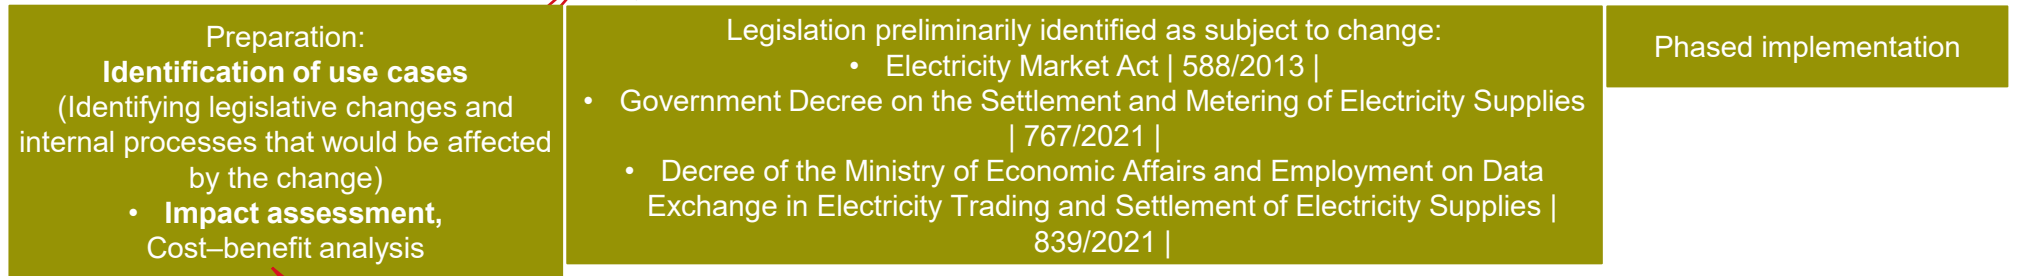 Preparation:
Identification of use cases
(Identifying legislative changes and
internal processes that would be affected
by the change)
• Impact assessment,
Cost–benefit analysis
Legislation preliminarily identified as subject to change:
• Electricity Market Act | 588/2013 |
• Government Decree on the Settlement and Metering of Electricity Supplies
| 767/2021 |
• Decree of the Ministry of Economic Affairs and Employment on Data
Exchange in Electricity Trading and Settlement of Electricity Supplies |
839/2021 |
Phased implementation